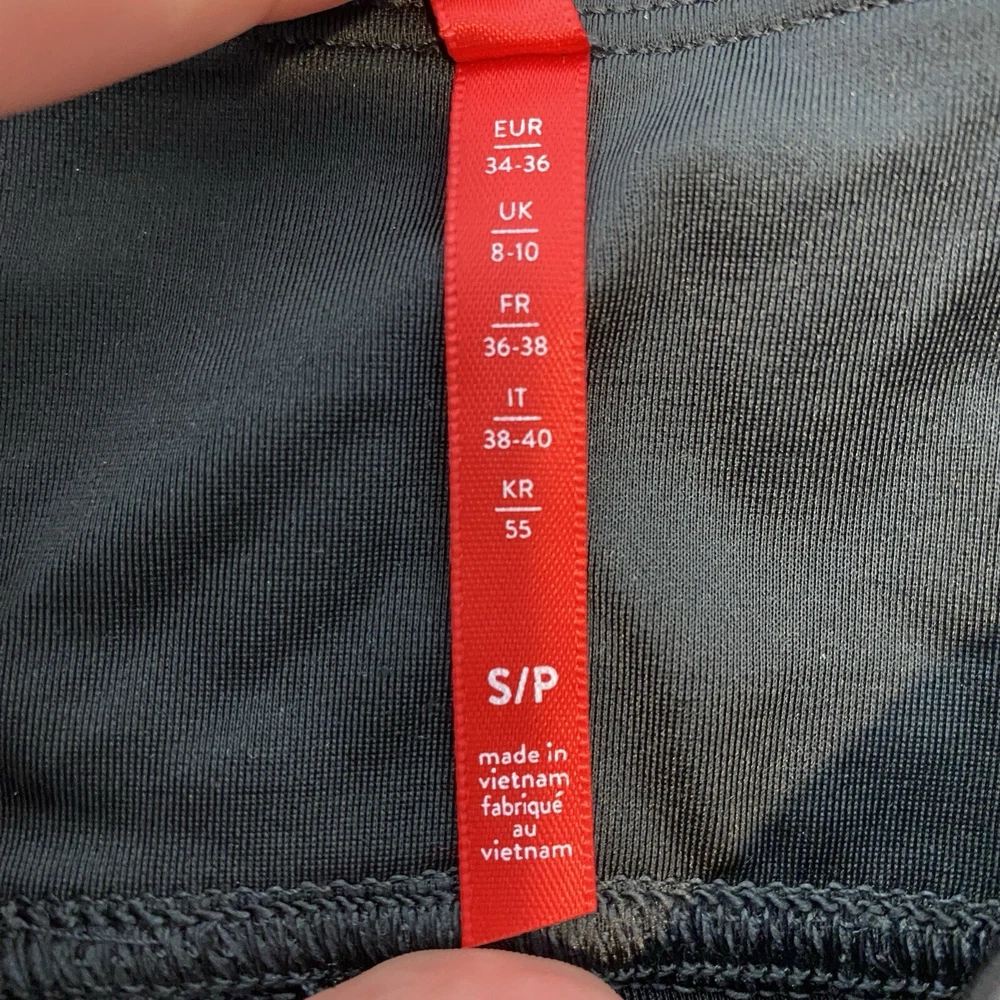 EUR
34-36
UK
8-10
FR
36-38
IT
38-40
KR
55
S/P
made in
vietnam
fabriqué
au
vietnam